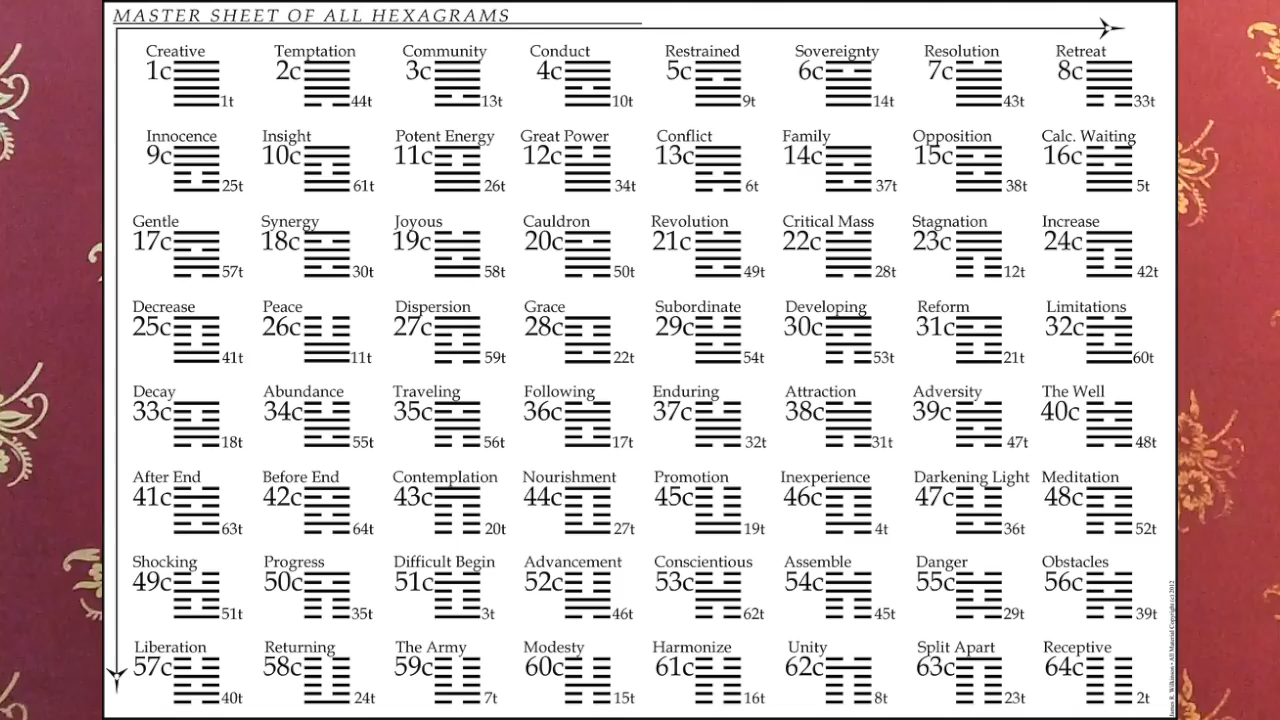 MASTER SHEET OF ALL HEXAGRAMS
Creative Temptation Community Conduct Restrained Sovereignty Resolution Retreat
1c 2c 3c 4c 5c 6c 7c 8c
1t 44t 13t 10t 9t 14t 43t 33t
Innocence Insight Potent Energy Great Power Conflict Family Opposition Calc. Waiting
9c 10c 11c 12c 13c 14c 15c 16c
25t 61t 26t 34t 6t 37t 38t 5t
Gentle Synergy Joyous Cauldron Revolution Critical Mass Stagnation Increase
17c 18c 19c 20c 21c 22c 23c 24c
57t 30t 58t 50t 49t 28t 12t 42t
Decrease Peace Dispersion Grace Subordinate Developing Reform Limitations
25c 26c 27c 28c 29c 30c 31c 32c
41t 11t 59t 22t 54t 53t 21t 60t
Decay Abundance Traveling Following Enduring Attraction Adversity The Well
33c 34c 35c 36c 37c 38c 39c 40c
18t 55t 56t 17t 32t 31t 47t 48t
After End Before End Contemplation Nourishment Promotion Inexperience Darkening Light Meditation
41c 42c 43c 44c 45c 46c 47c 48c
63t 64t 20t 27t 19t 4t 36t 52t
Shocking Progress Difficult Begin Advancement Conscientious Assemble Danger Obstacles
49c 50c 51c 52c 53c 54c 55c 56c
51t 35t 3t 46t 62t 45t 29t 39t
Liberation Returning The Army Modesty Harmonize Unity Split Apart Receptive
57c 58c 59c 60c 61c 62c 63c 64c
40t 24t 7t 15t 16t 8t 23t 2t
James R. Wilkinson • All Material Copyright (c) 2012